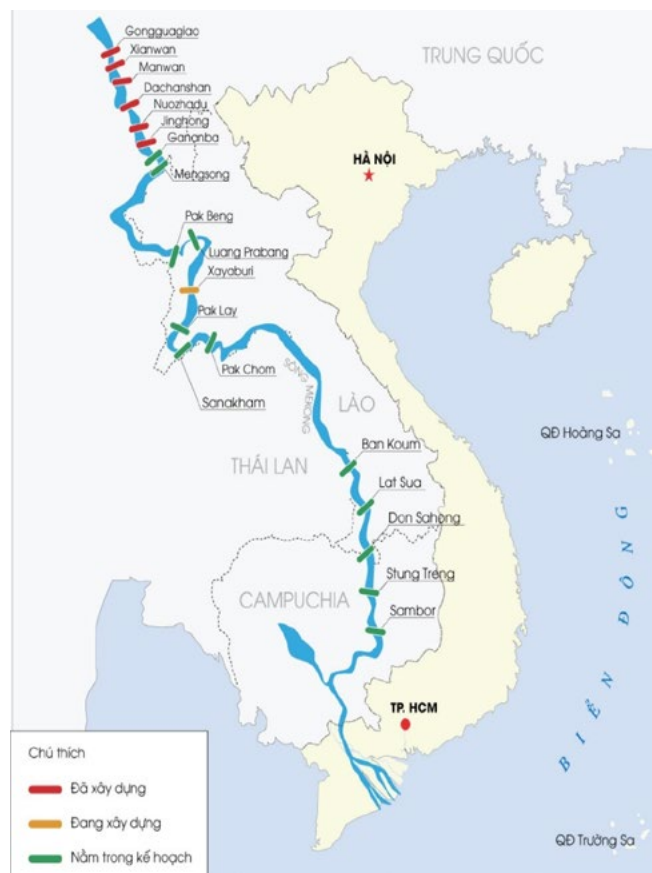 Gongguagiao
Xianwan
TRUNG QUỐC
Manwan
Dachanshan
Nuozhadu
Jinghong
Gananba
HÀ NỘI
Mengsong
Pak Beng
Luang Prabang
Xayaburi
Pak Lay
Pak Chom
SÔNG MEKONG
Sanakham
LÀO
QĐ Hoàng Sa
Ban Koum
THÁI LAN
Lat Sua
Don Sahong
Stung Treng
CAMPUCHIA
Sambor
BIỂN ĐÔNG
TP. HCM
Chú thích
Đã xây dựng
Đang xây dựng
QĐ Trường Sa
Nằm trong kế hoạch